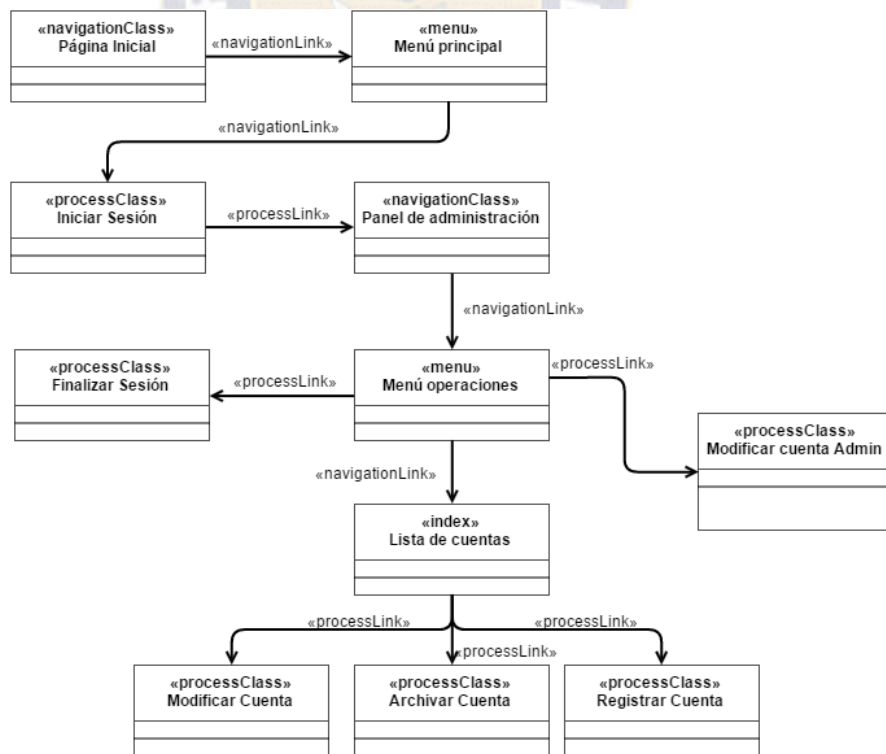 «navigationClass»
Página Inicial
«navigationLink»
«menu»
Menú principal
«navigationLink»
«processClass»
Iniciar Sesión
«processLink»
«navigationClass»
Panel de administración
«navigationLink»
«processClass»
Finalizar Sesión
«processLink»
«menu»
Menú operaciones
«processLink»
«processClass»
Modificar cuenta Admin
«navigationLink»
«index»
Lista de cuentas
«processLink»
«processLink»
«processLink»
«processClass»
Modificar Cuenta
«processClass»
Archivar Cuenta
«processClass»
Registrar Cuenta